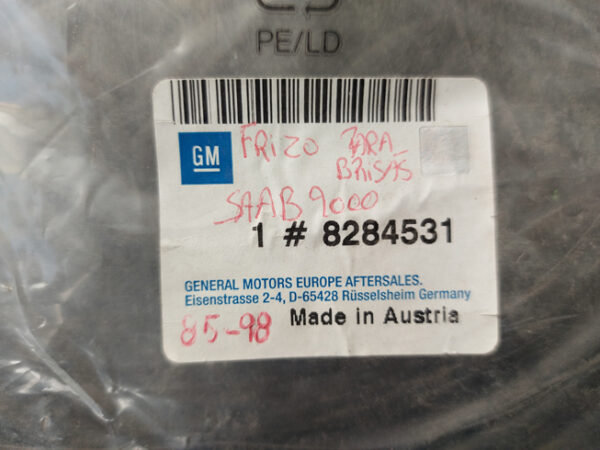 PE/LD
GM
FRIZO PARA_
BRISAS
SAAB 9000
1 # 8284531
GENERAL MOTORS EUROPE AFTERSALES.
Eisenstrasse 2-4, D-65428 Rüsselsheim Germany
85-98 Made in Austria